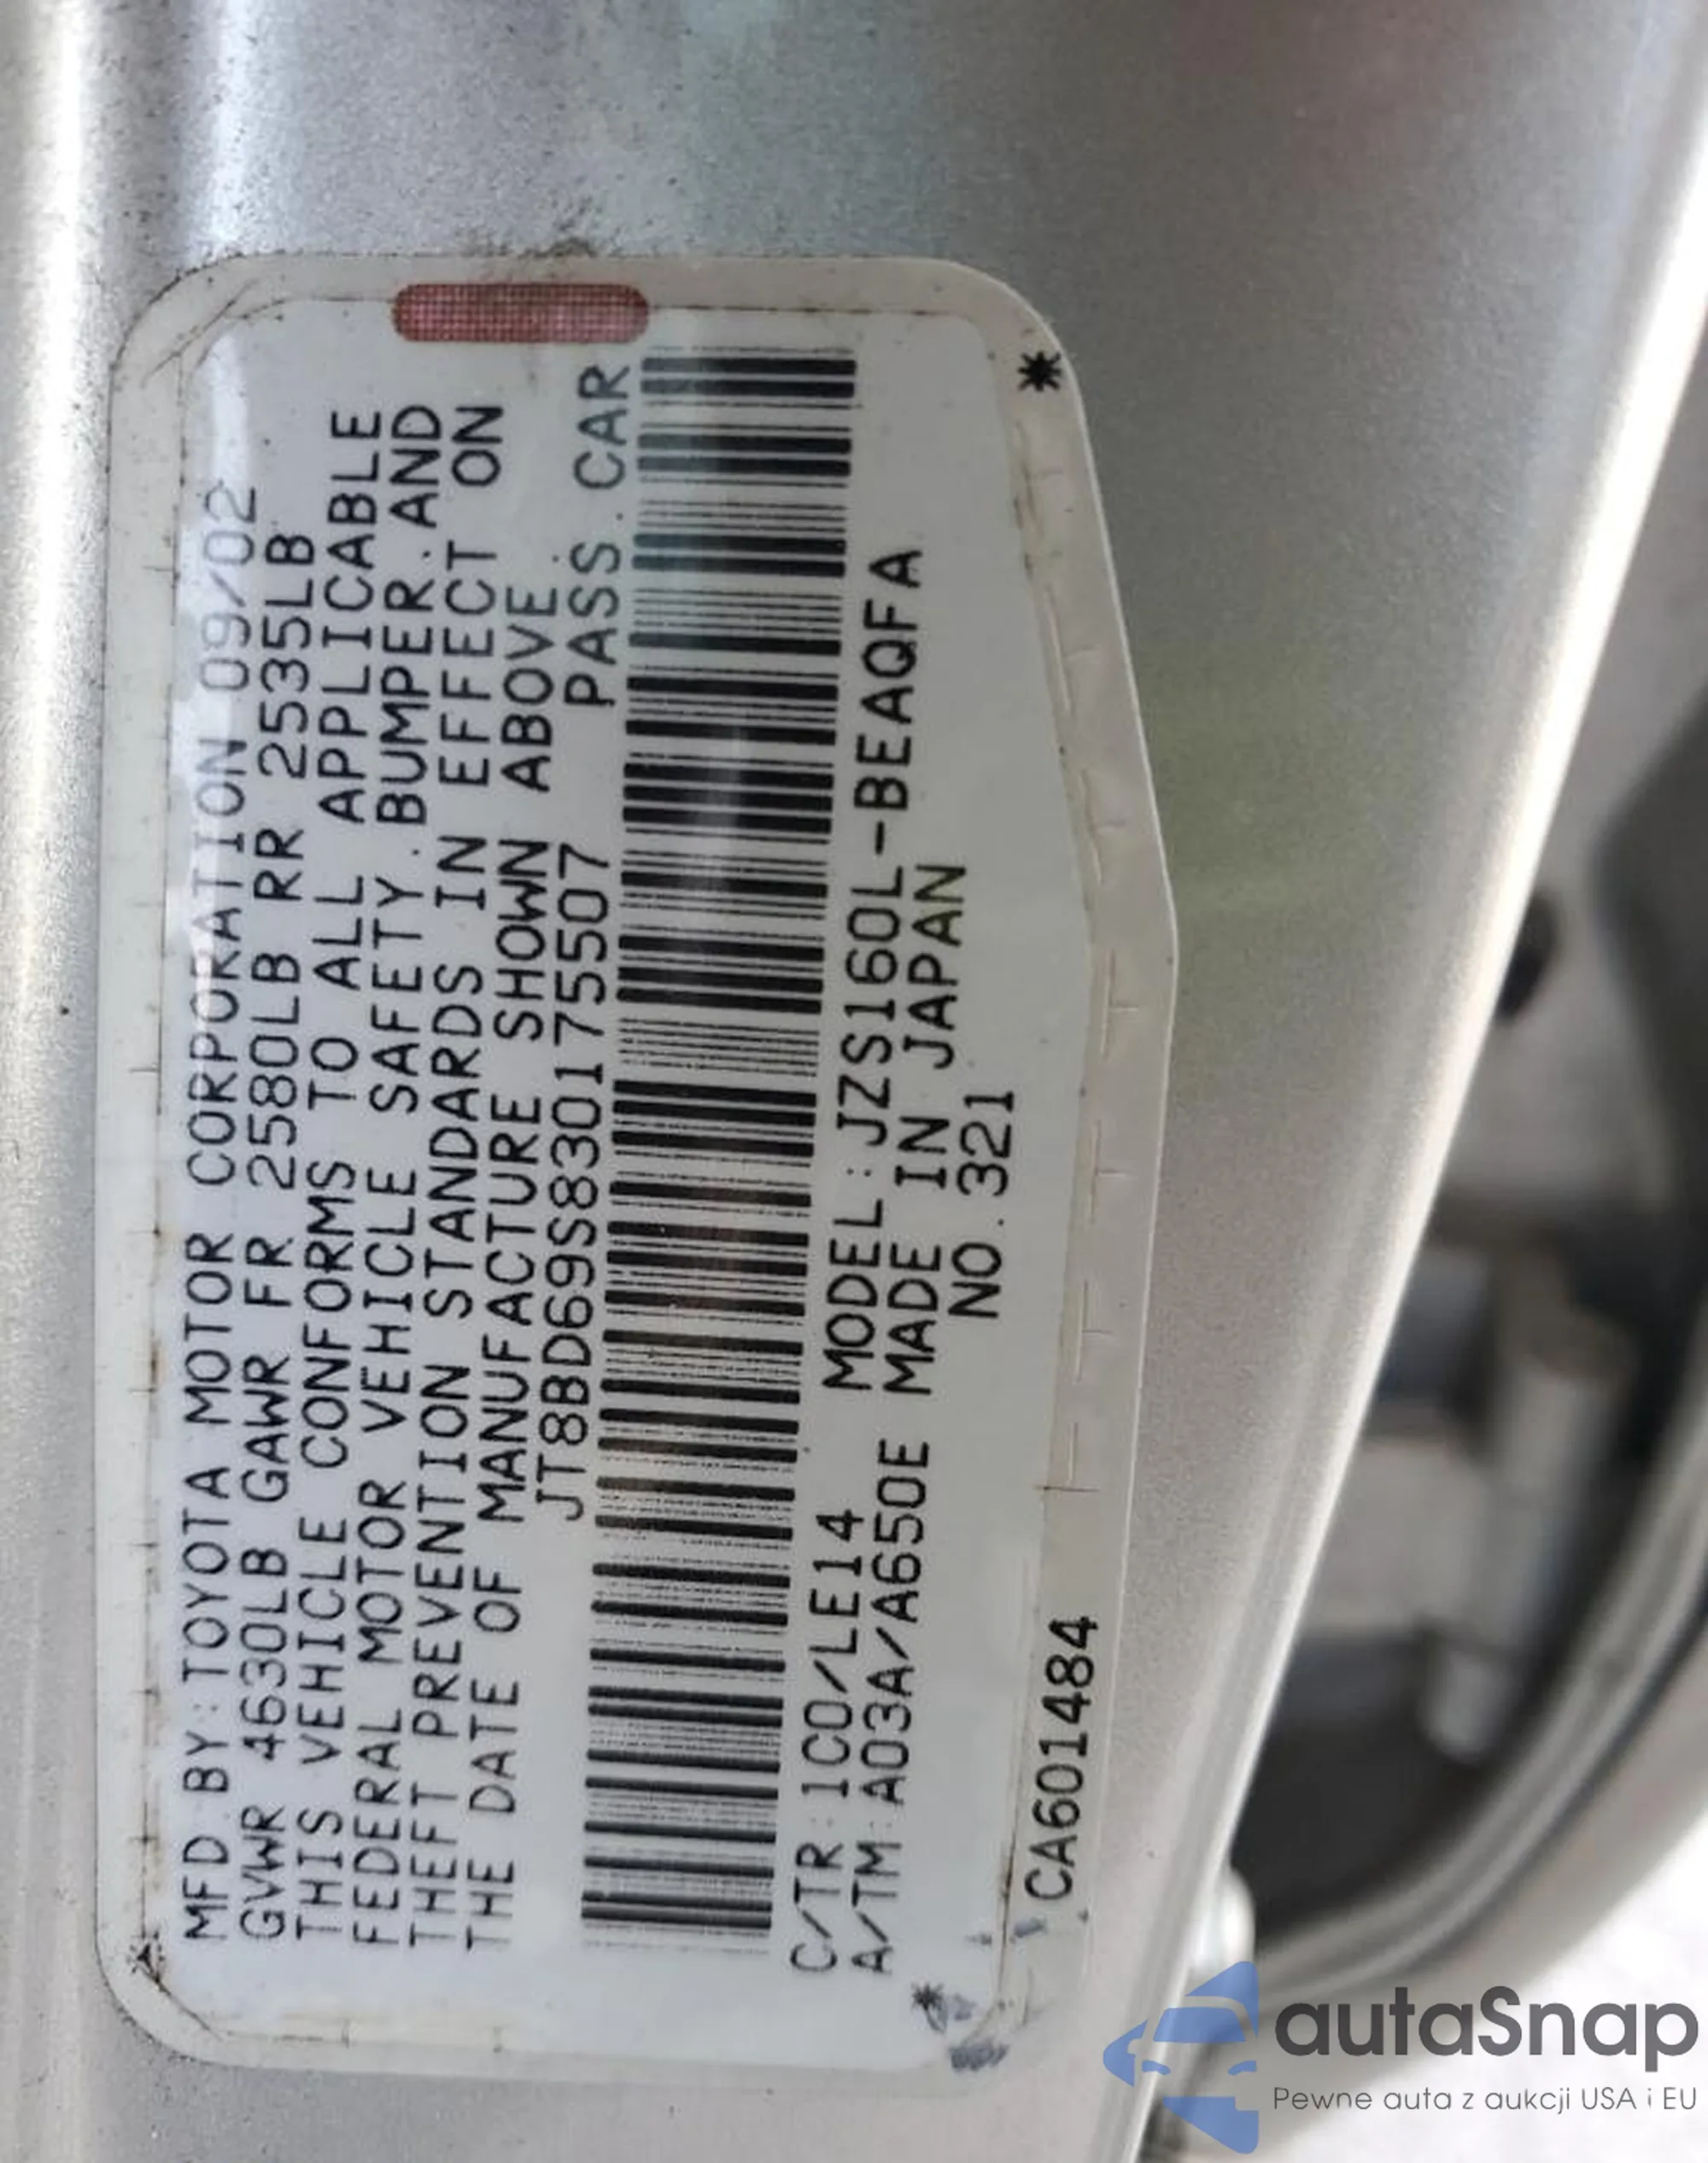 MFD.BY:TOYOTA MOTOR CORPORATION 09/02
GVWR 4630LB GAWR FR 2580LB RR 2535LB
THIS VEHICLE CONFORMS TO ALL APPLICABLE
FEDERAL MOTOR VEHICLE SAFETY.BUMPER.AND
THEFT PREVENTION STANDARDS IN EFFECT ON
THE DATE OF MANUFACTURE SHOWN ABOVE.
JT8BD69S830175507 PASS.CAR
C/TR:1C0/LE14 MODEL:JZS160L-BEAQFA
A/TM:A03A/A650E MADE IN JAPAN
NO.321
CA601484
autaSnap
Pewne auta z aukcji USA i EU